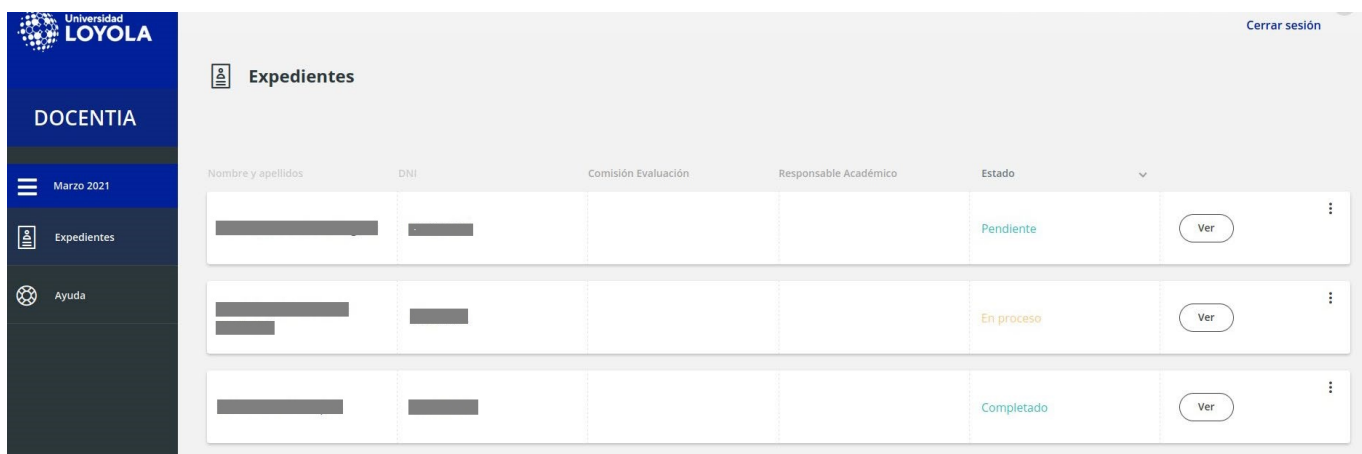 Universidad
LOYOLA
Cerrar sesión
Expedientes
DOCENTIA
Marzo 2021
Expedientes
Ayuda
Nombre y apellidos DNI Comisión Evaluación Responsable Académico Estado
Pendiente Ver
En proceso Ver
Completado Ver